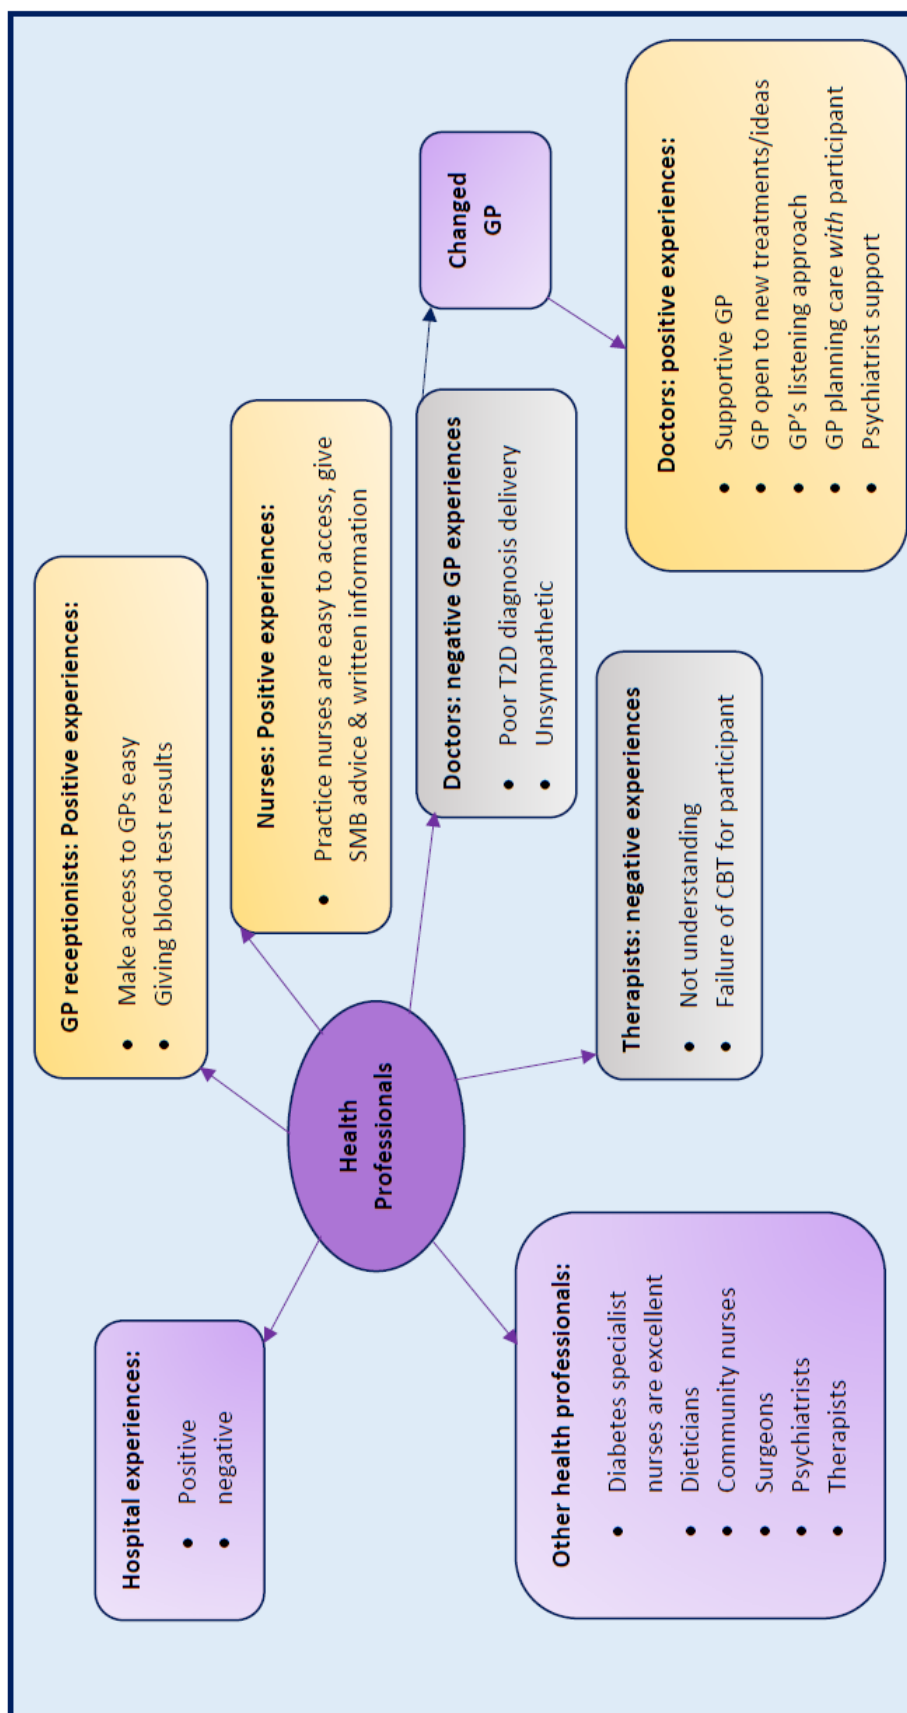 Hospital experiences:
Positive
negative
GP receptionists: Positive experiences:
Make access to GPs easy
Giving blood test results
Nurses: Positive experiences:
Practice nurses are easy to access, give
SMB advice & written information
Health
Professionals
Doctors: negative GP experiences
Poor T2D diagnosis delivery
Unsympathetic
Changed
GP
Other health professionals:
Diabetes specialist
nurses are excellent
Dieticians
Community nurses
Surgeons
Psychiatrists
Therapists
Therapists: negative experiences
Not understanding
Failure of CBT for participant
Doctors: positive experiences:
Supportive GP
GP open to new treatments/ideas
GP's listening approach
GP planning care with participant
Psychiatrist support